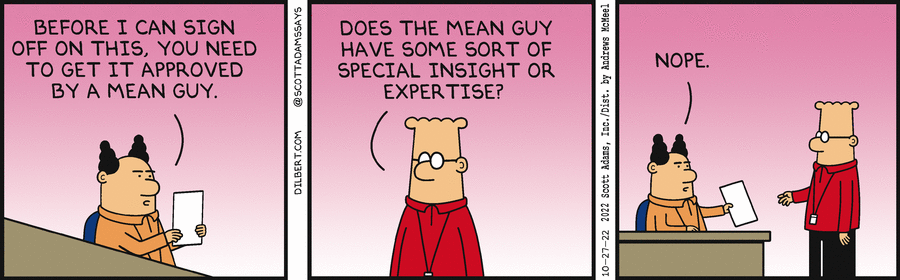 BEFORE I CAN SIGN
OFF ON THIS, YOU NEED
TO GET IT APPROVED
BY A MEAN GUY.
DILBERT.COM @SCOTTADAMSSAYS
DOES THE MEAN GUY
HAVE SOME SORT OF
SPECIAL INSIGHT OR
EXPERTISE?
10-27-22 2022 Scott Adams, Inc./Dist. by Andrews McMeel
NOPE.